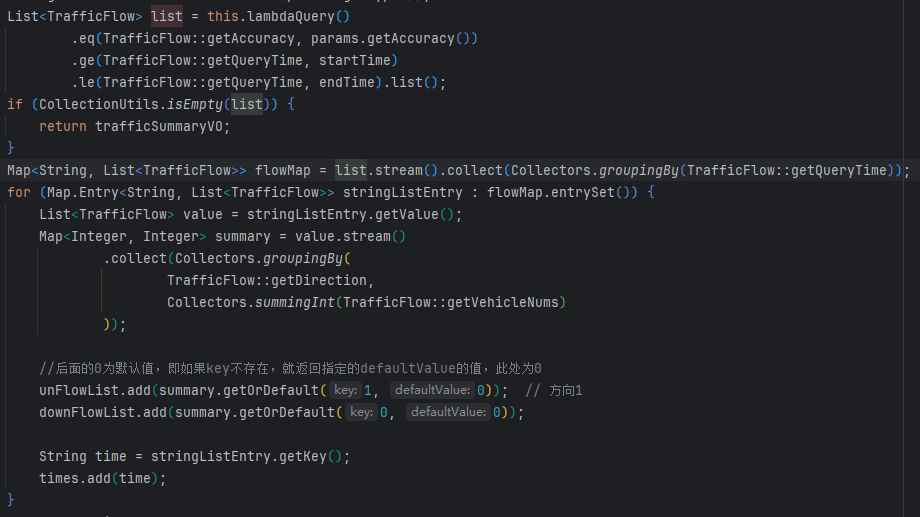 List<TrafficFlow> list = this.lambdaQuery()
.eq(TrafficFlow::getAccuracy, params.getAccuracy())
.ge(TrafficFlow::getQueryTime, startTime)
.le(TrafficFlow::getQueryTime, endTime).list();
if (CollectionUtils.isEmpty(list)) {
return trafficSummaryVO;
}
Map<String, List<TrafficFlow>> flowMap = list.stream().collect(Collectors.groupingBy(TrafficFlow::getQueryTime));
for (Map.Entry<String, List<TrafficFlow>> stringListEntry : flowMap.entrySet()) {
List<TrafficFlow> value = stringListEntry.getValue();
Map<Integer, Integer> summary = value.stream()
.collect(Collectors.groupingBy(
TrafficFlow::getDirection,
Collectors.summingInt(TrafficFlow::getVehicleNums)
));
//后面的0为默认值，即如果key不存在，就返回指定的defaultValue的值，此处为0
unFlowList.add(summary.getOrDefault( key: 1, defaultValue: 0)); // 方向1
downFlowList.add(summary.getOrDefault( key: 0, defaultValue: 0));
String time = stringListEntry.getKey();
times.add(time);
}